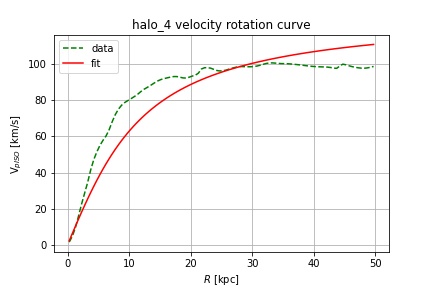 halo_4 velocity rotation curve
data
fit
V_pISO [km/s]
100
80
60
40
20
0
0 10 20 30 40 50
R [kpc]